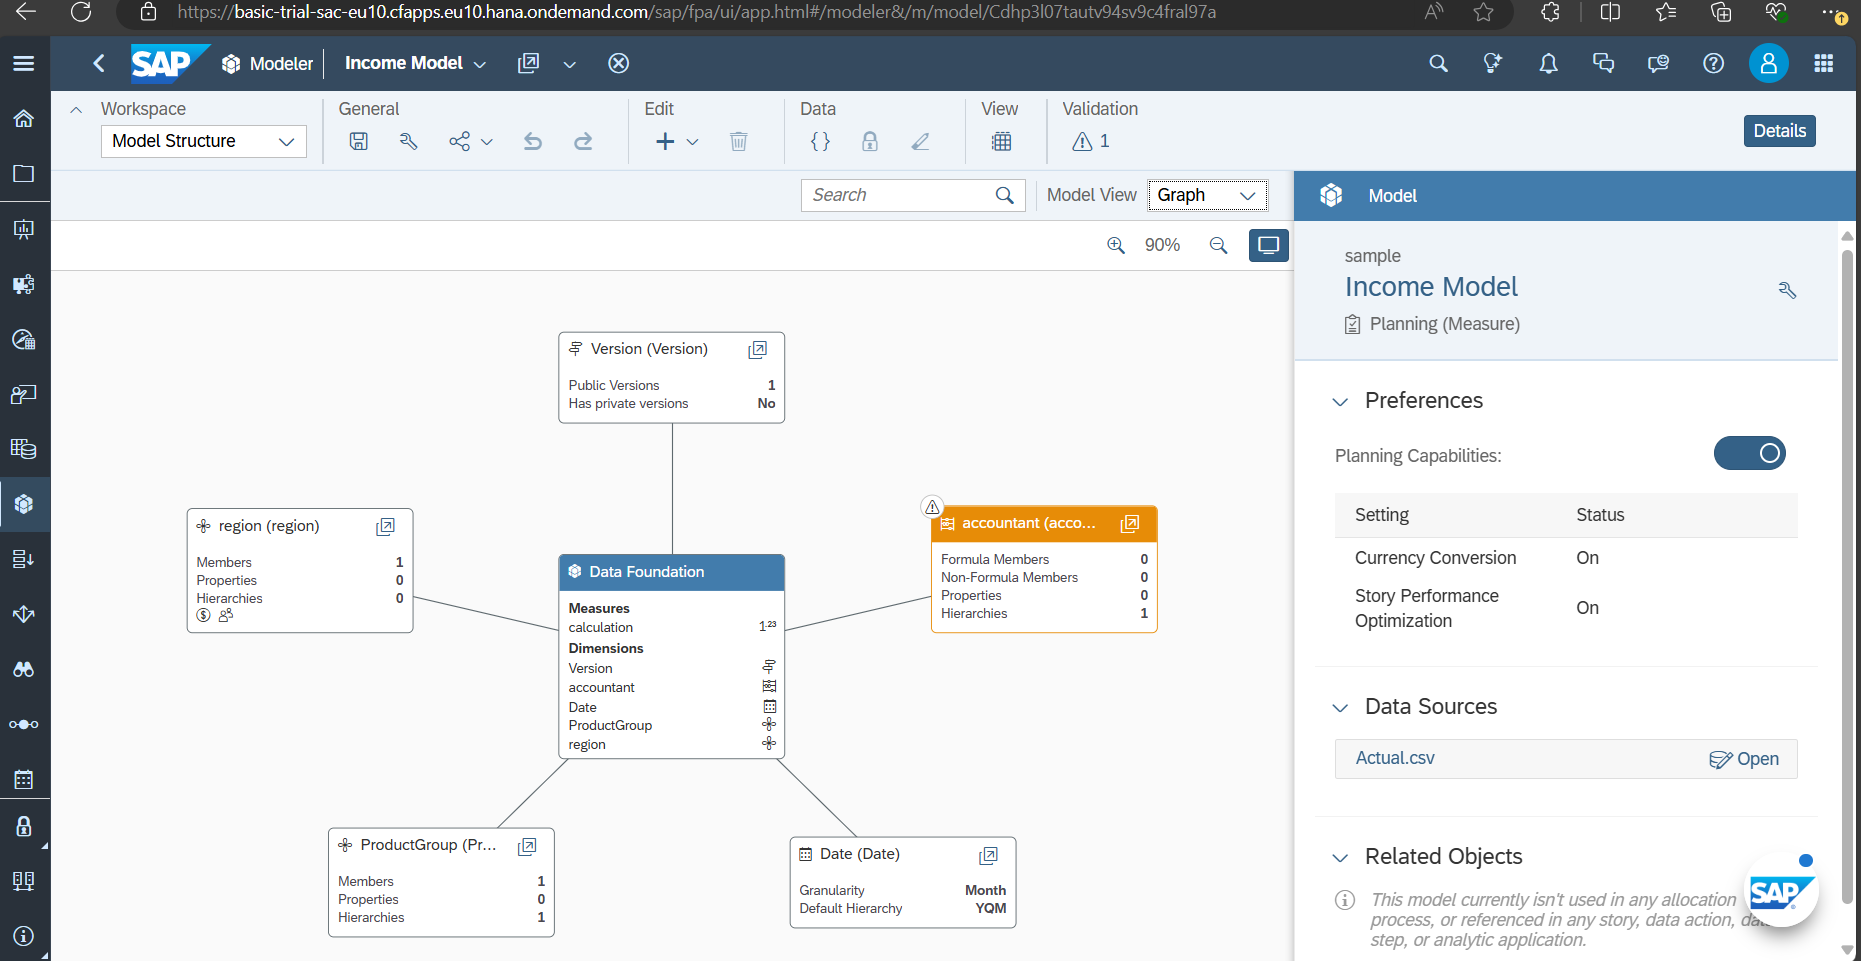 https://basic-trial-sac-eu10.cfapps.eu10.hana.ondemand.com/sap/fpa/ui/app.html#/modeler&/m/model/Cdhp3l07tautv94sv9c4fral97a
SAP Modeler Income Model
Workspace General Edit Data View Validation
Model Structure 1 Details
Search Model View Graph
90%
Model
sample
Income Model
Planning (Measure)
Preferences
Planning Capabilities:
Setting Status
Currency Conversion On
Story Performance
Optimization On
Data Sources
Actual.csv Open
Related Objects
This model currently isn't used in any allocation
process, or referenced in any story, data action, da
step, or analytic application.
SAP
Version (Version)
Public Versions 1
Has private versions No
region (region)
Members 1
Properties 0
Hierarchies 0
accountant (acco...
Formula Members 0
Non-Formula Members 0
Properties 0
Hierarchies 1
Data Foundation
Measures
calculation 1.23
Dimensions
Version
accountant
Date
ProductGroup
region
ProductGroup (Pr...
Members 1
Properties 0
Hierarchies 1
Date (Date)
Granularity Month
Default Hierarchy YQM